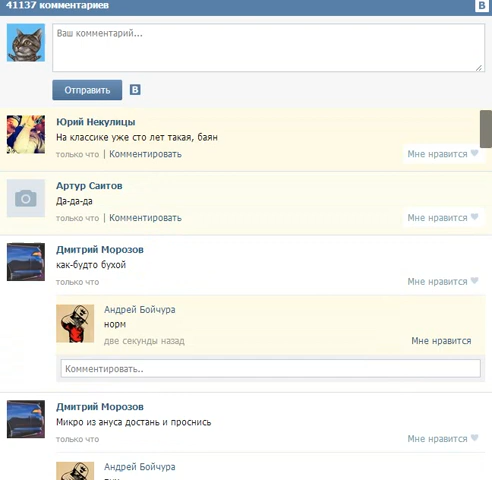 41137 комментариев
В
Ваш комментарий...
Отправить
В
Юрий Некулицы
На классике уже сто лет такая, баян
только что | Комментировать
Мне нравится
Артур Саитов
Да-да-да
только что | Комментировать
Мне нравится
Дмитрий Морозов
как-будто бухой
только что
Мне нравится
Андрей Бойчура
норм
две секунды назад
Мне нравится
Комментировать..
Дмитрий Морозов
Микро из ануса достань и проснись
только что
Мне нравится
Андрей Бойчура